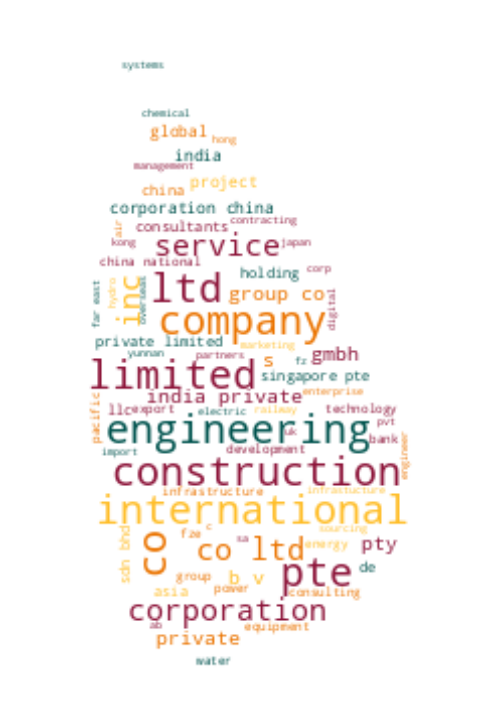 systems
chemical
global
hong
india
management
project
china
corporation china
contracting
air
consultants
kong
service
japan
china national
corp
holding
far east
hydro
inc
overseas
ltd
group co
digital
company
private limited
marketing
yunnan
partners
s
fz
gmbh
limited
singapore pte
enterprise
india private
pacific
llc
export
electric
railway
technology
pvt
engineering
uk
bank
import
development
engineer
construction
infrastructure
infrastucture
international
sourcing
sdn bhd
co
fze
c
sa
co ltd
energy
pty
pte
de
group
b v
asia
power
consulting
corporation
ab
equipment
private
water